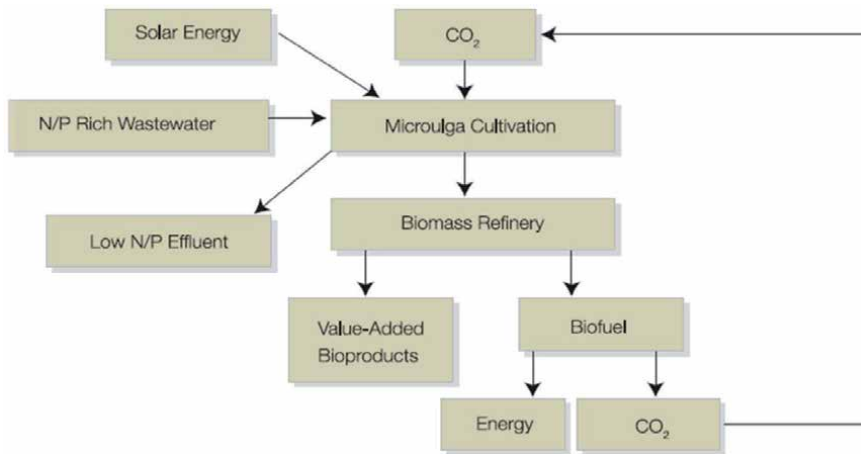 Solar Energy
CO₂
N/P Rich Wastewater
Microulga Cultivation
Low N/P Effluent
Biomass Refinery
Value-Added
Bioproducts
Biofuel
Energy
CO₂